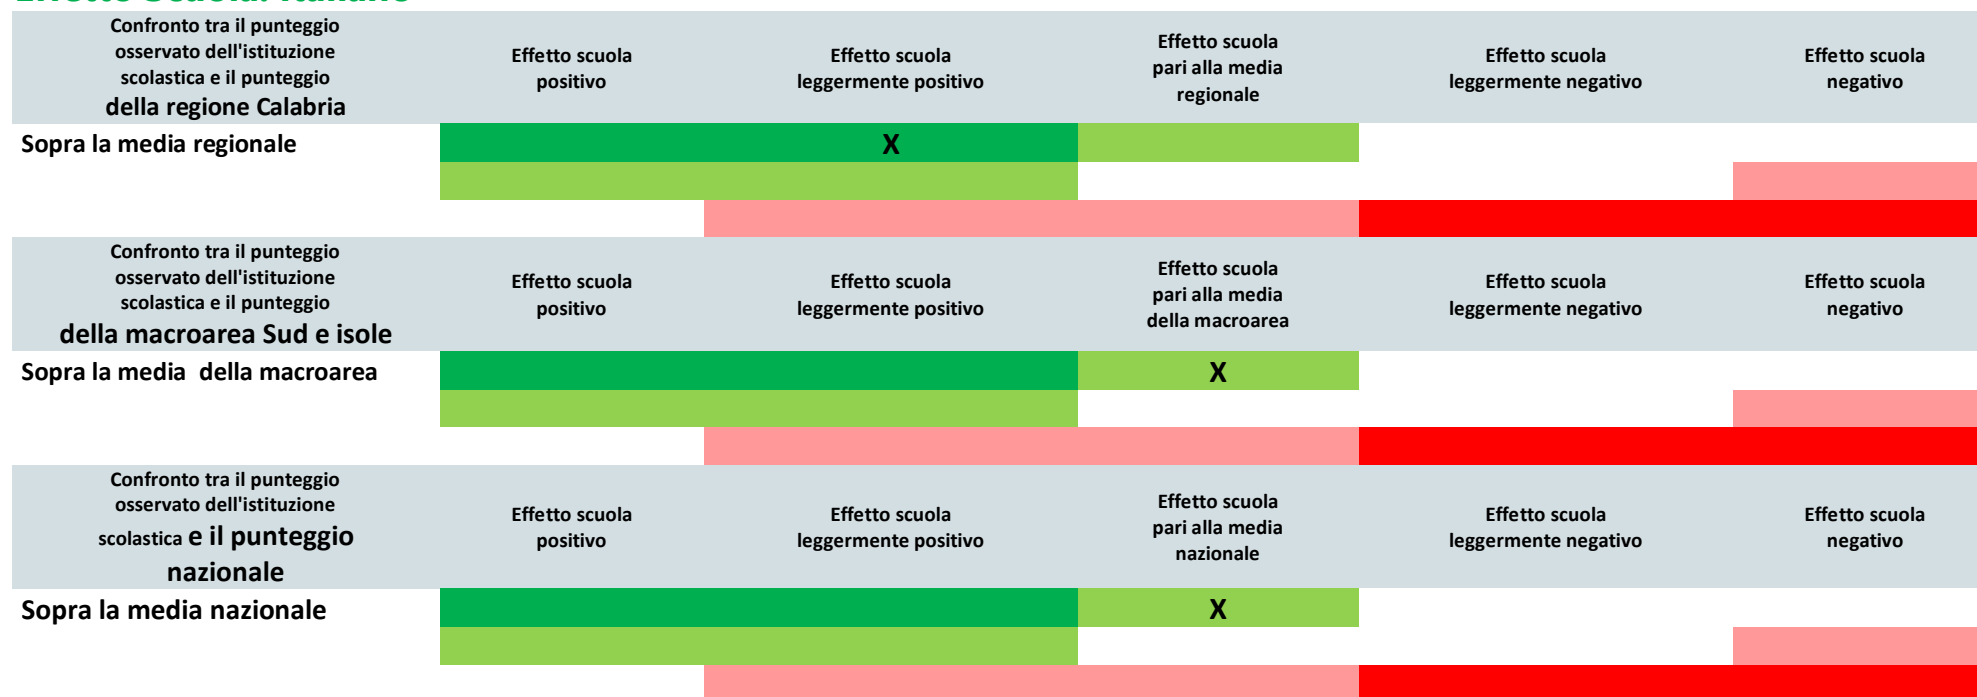 Effetto Scuola: Italiano
Confronto tra il punteggio
osservato dell'istituzione
scolastica e il punteggio
della regione Calabria
Effetto scuola
positivo
Effetto scuola
leggermente positivo
Effetto scuola
pari alla media
regionale
Effetto scuola
leggermente negativo
Effetto scuola
negativo
Sopra la media regionale
X
Confronto tra il punteggio
osservato dell'istituzione
scolastica e il punteggio
della macroarea Sud e isole
Effetto scuola
positivo
Effetto scuola
leggermente positivo
Effetto scuola
pari alla media
della macroarea
Effetto scuola
leggermente negativo
Effetto scuola
negativo
Sopra la media della macroarea
X
Confronto tra il punteggio
osservato dell'istituzione
scolastica e il punteggio
nazionale
Effetto scuola
positivo
Effetto scuola
leggermente positivo
Effetto scuola
pari alla media
nazionale
Effetto scuola
leggermente negativo
Effetto scuola
negativo
Sopra la media nazionale
X